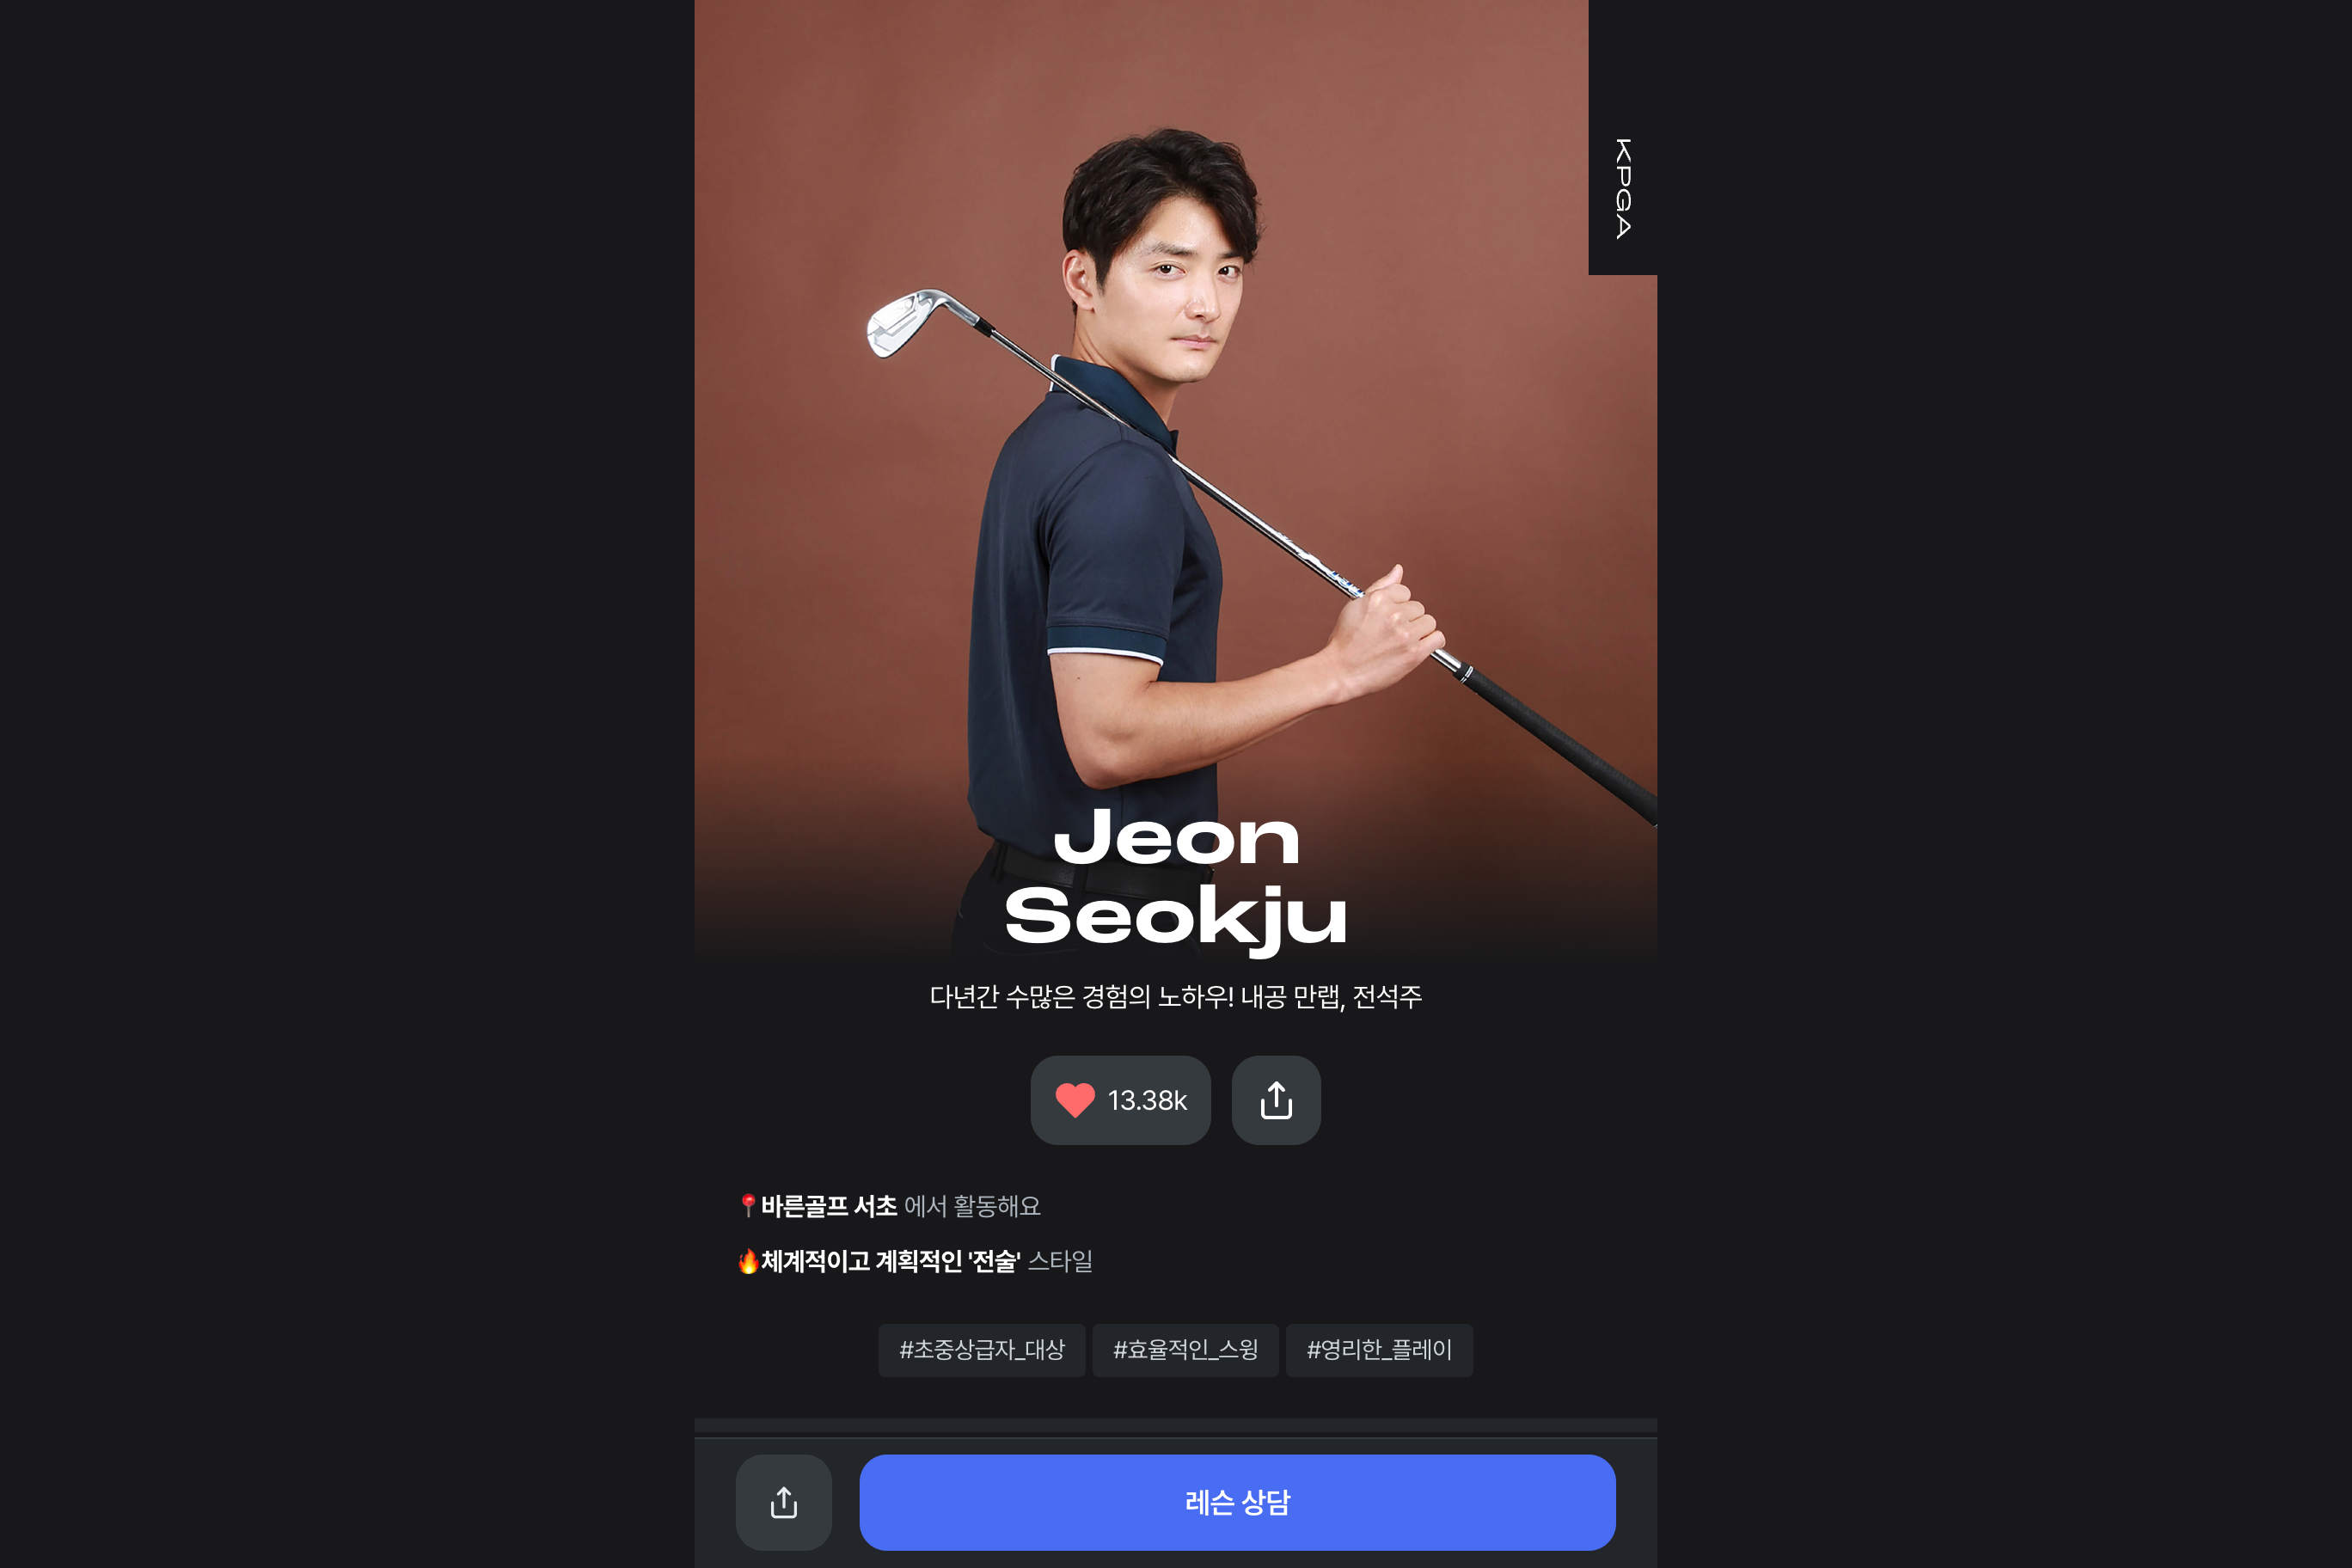 KPGA
Jeon
Seokju
다년간 수많은 경험의 노하우! 내공 만랩, 전석주
13.38k
📍바른골프 서초 에서 활동해요
🔥체계적이고 계획적인 '전술' 스타일
#초중상급자_대상 #효율적인_스윙 #영리한_플레이
레슨 상담